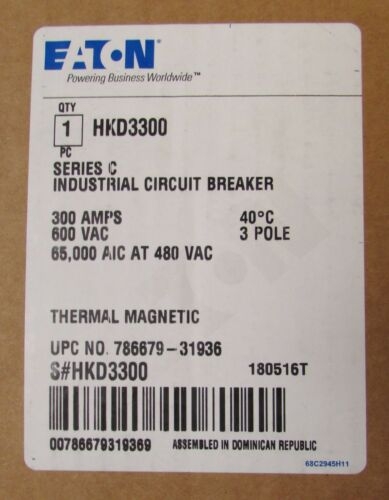 EATON
Powering Business Worldwide™
QTY
1 HKD3300
PC
SERIES C
INDUSTRIAL CIRCUIT BREAKER
300 AMPS 40°C
600 VAC 3 POLE
65,000 AIC AT 480 VAC
THERMAL MAGNETIC
UPC NO. 786679-31936
S#HKD3300 180516T
00786679319369 ASSEMBLED IN DOMINICAN REPUBLIC
68C2945H11